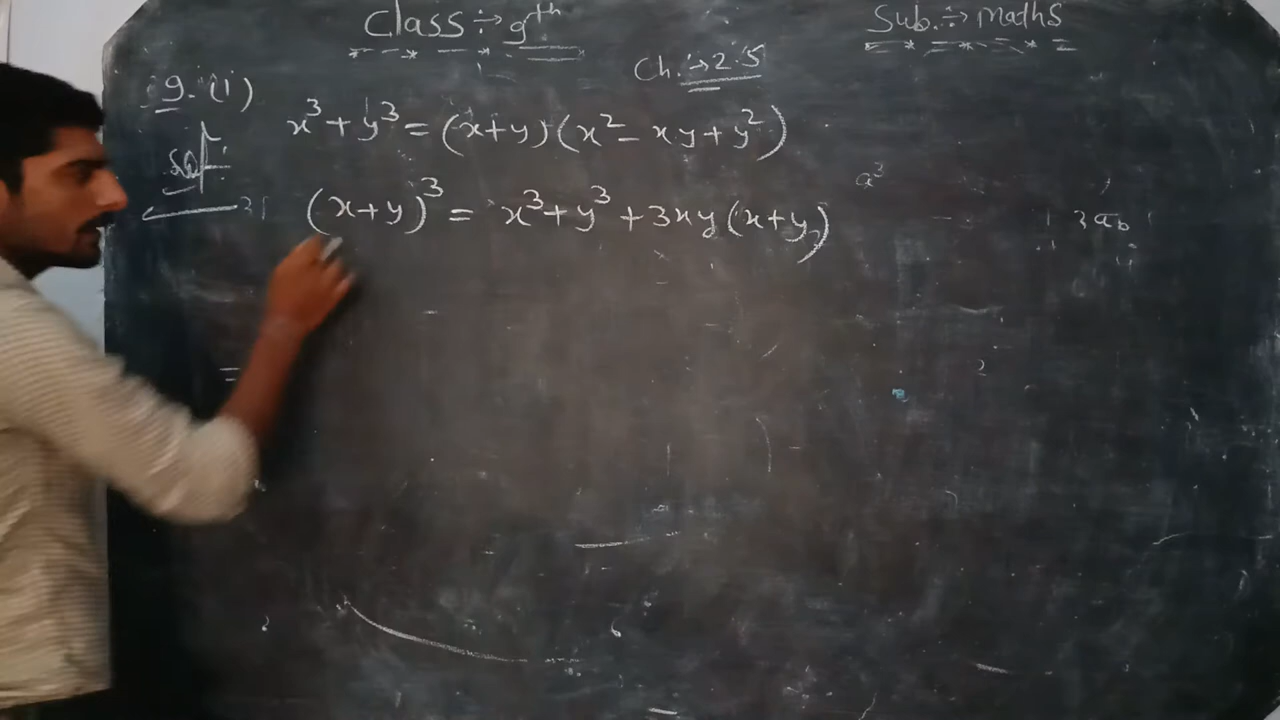 Class :→ 9th
Sub. :→ maths
Ch. :→ 2.5
9. (i)
x³ + y³ = (x+y)(x² - xy + y²)
Sol :
(x+y)³ = x³ + y³ + 3xy(x+y)
a³
3ab
=